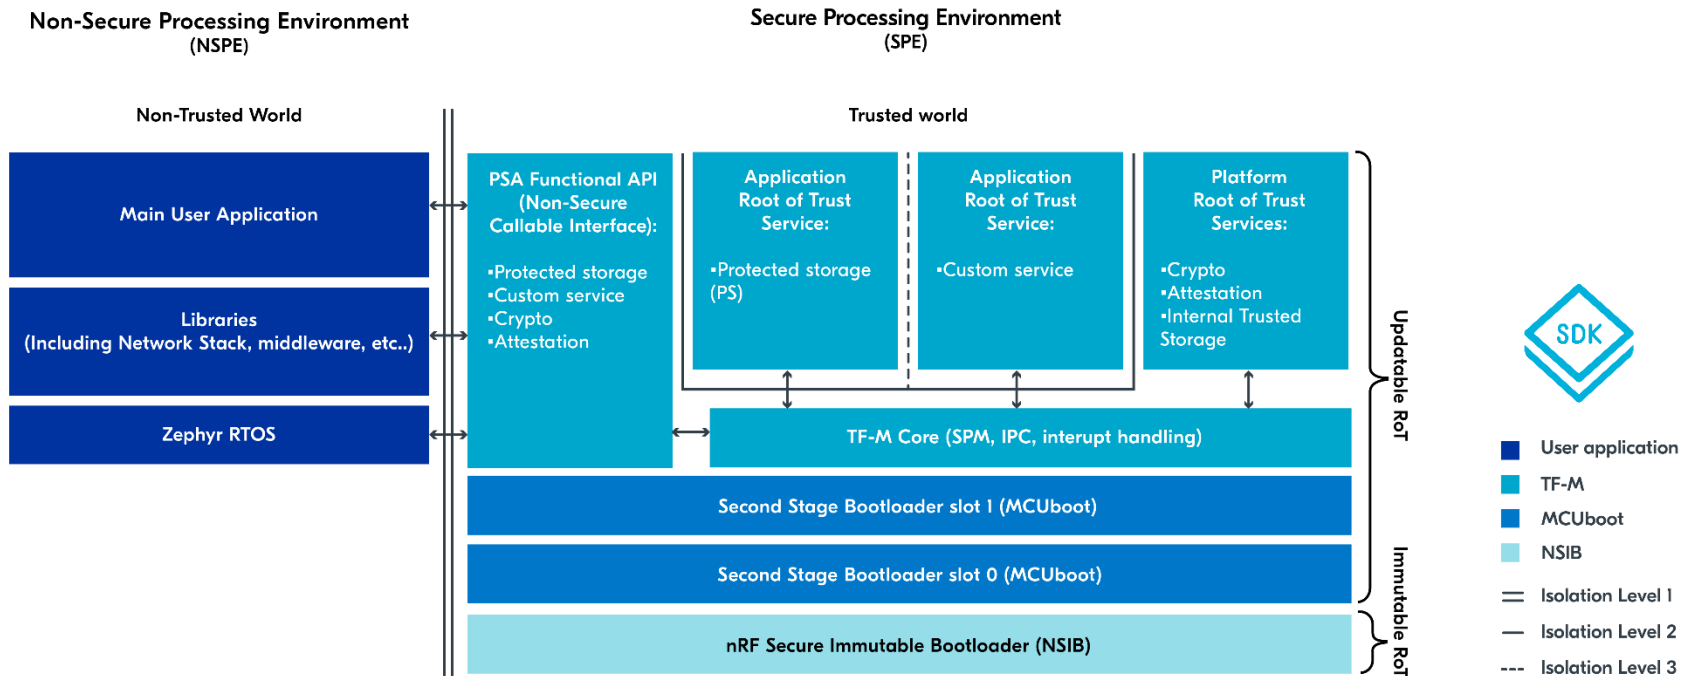 Non-Secure Processing Environment
(NSPE)
Secure Processing Environment
(SPE)
Non-Trusted World
Trusted world
Main User Application
Libraries
(Including Network Stack, middleware, etc..)
Zephyr RTOS
PSA Functional API
(Non-Secure
Callable Interface):
▪Protected storage
▪Custom service
▪Crypto
▪Attestation
Application
Root of Trust
Service:
▪Protected storage
(PS)
Application
Root of Trust
Service:
▪Custom service
Platform
Root of Trust
Services:
▪Crypto
▪Attestation
▪Internal Trusted
Storage
TF-M Core (SPM, IPC, interupt handling)
Second Stage Bootloader slot 1 (MCUboot)
Second Stage Bootloader slot 0 (MCUboot)
nRF Secure Immutable Bootloader (NSIB)
Updatable RoT
Immutable RoT
SDK
User application
TF-M
MCUboot
NSIB
Isolation Level 1
Isolation Level 2
Isolation Level 3